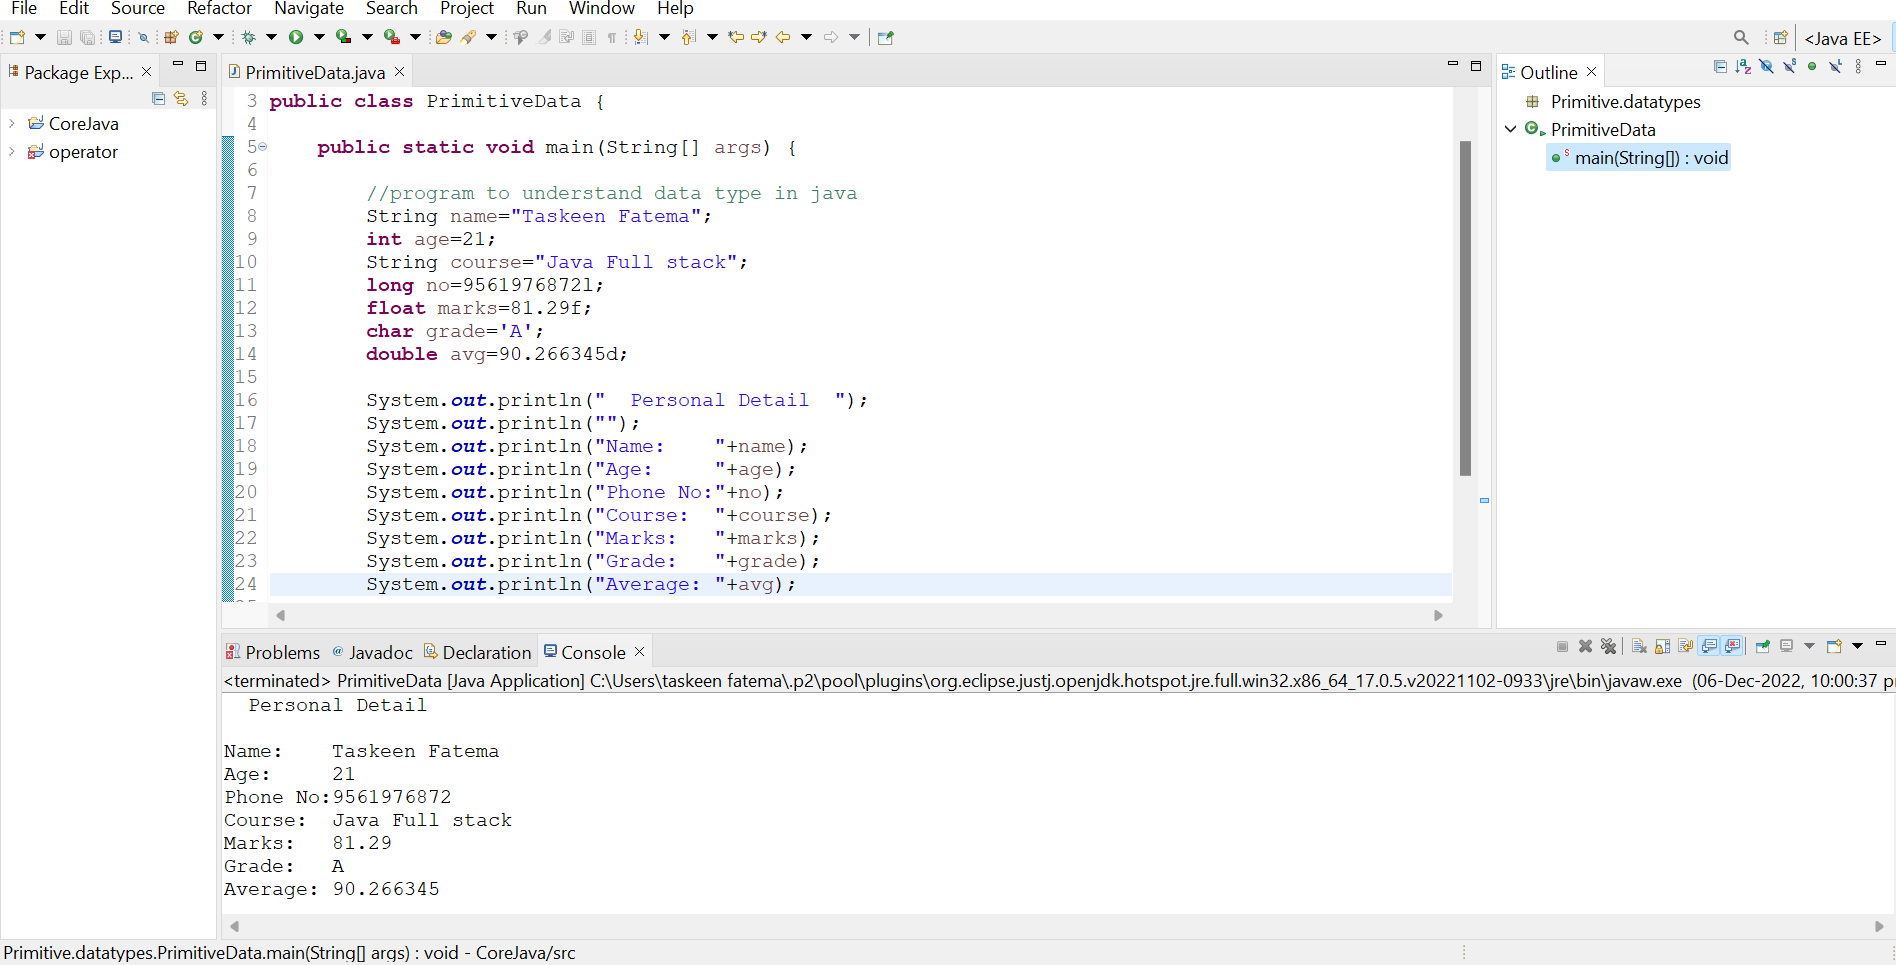 File Edit Source Refactor Navigate Search Project Run Window Help
<Java EE>
Package Exp...
CoreJava
operator
PrimitiveData.java
3 public class PrimitiveData {
4
5     public static void main(String[] args) {
6
7         //program to understand data type in java
8         String name="Taskeen Fatema";
9         int age=21;
10         String course="Java Full stack";
11         long no=9561976872l;
12         float marks=81.29f;
13         char grade='A';
14         double avg=90.266345d;
15
16         System.out.println("  Personal Detail  ");
17         System.out.println("");
18         System.out.println("Name:    "+name);
19         System.out.println("Age:     "+age);
20         System.out.println("Phone No:"+no);
21         System.out.println("Course:  "+course);
22         System.out.println("Marks:   "+marks);
23         System.out.println("Grade:   "+grade);
24         System.out.println("Average: "+avg);
Outline
Primitive.datatypes
PrimitiveData
main(String[]) : void
Problems @ Javadoc Declaration Console
<terminated> PrimitiveData [Java Application] C:\Users\taskeen fatema\.p2\pool\plugins\org.eclipse.justj.openjdk.hotspot.jre.full.win32.x86_64_17.0.5.v20221102-0933\jre\bin\javaw.exe (06-Dec-2022, 10:00:37 p
  Personal Detail
Name:    Taskeen Fatema
Age:     21
Phone No:9561976872
Course:  Java Full stack
Marks:   81.29
Grade:   A
Average: 90.266345
Primitive.datatypes.PrimitiveData.main(String[] args) : void - CoreJava/src